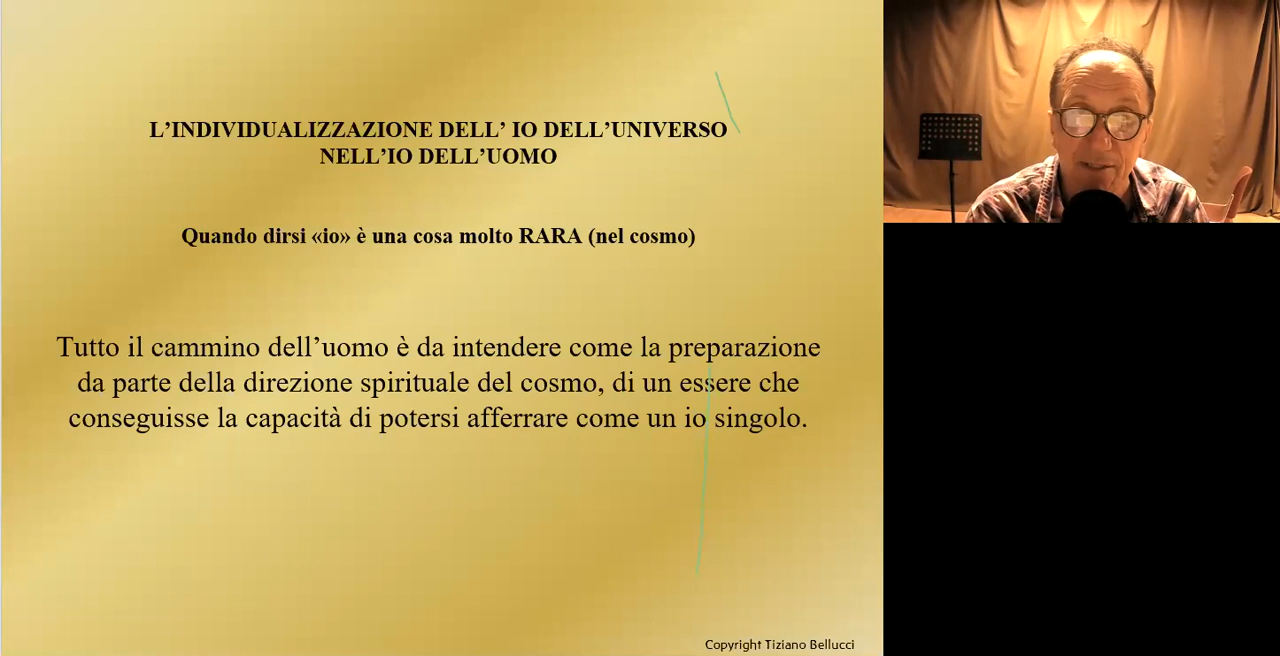 L’INDIVIDUALIZZAZIONE DELL’ IO DELL’UNIVERSO
NELL’IO DELL’UOMO
Quando dirsi «io» è una cosa molto RARA (nel cosmo)
Tutto il cammino dell’uomo è da intendere come la preparazione
da parte della direzione spirituale del cosmo, di un essere che
conseguisse la capacità di potersi afferrare come un io singolo.
Copyright Tiziano Bellucci